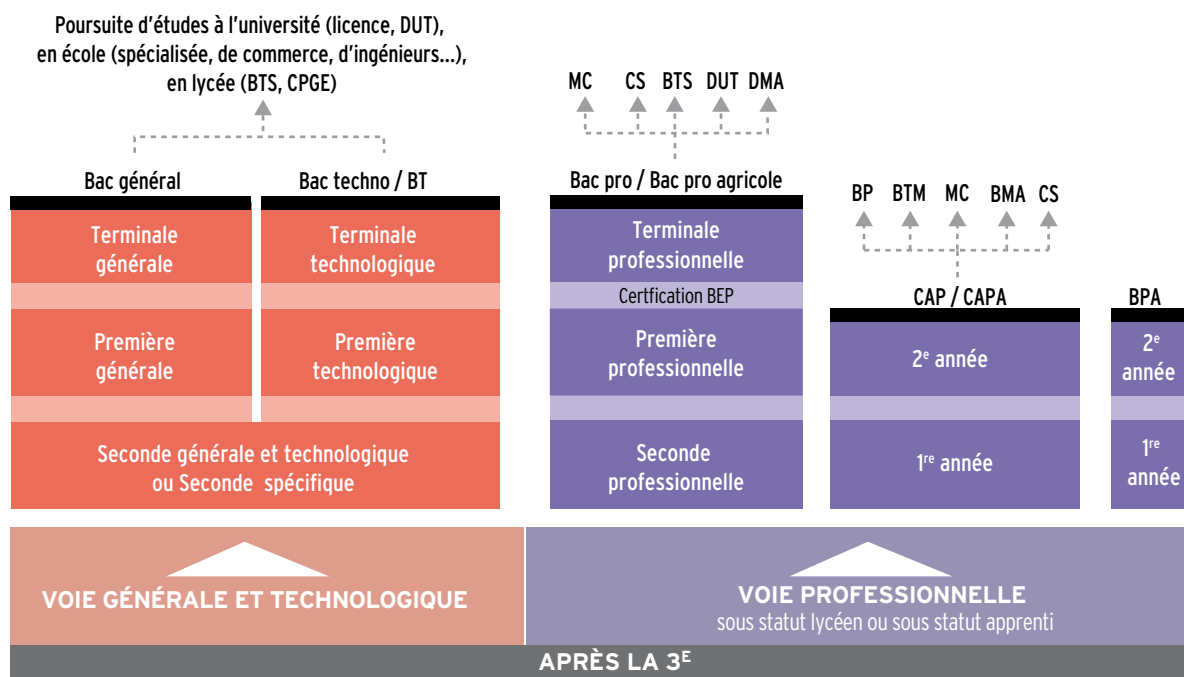 Poursuite d'études à l'université (licence, DUT),
en école (spécialisée, de commerce, d'ingénieurs...),
en lycée (BTS, CPGE)
MC CS BTS DUT DMA
Bac général
Bac techno / BT
Bac pro / Bac pro agricole
BP BTM MC BMA CS
Terminale
générale
Terminale
technologique
Terminale
professionnelle
Certfication BEP
CAP / CAPA
BPA
Première
générale
Première
technologique
Première
professionnelle
2e année
2e
année
Seconde générale et technologique
ou Seconde spécifique
Seconde
professionnelle
1re année
1re
année
VOIE GÉNÉRALE ET TECHNOLOGIQUE
VOIE PROFESSIONNELLE
sous statut lycéen ou sous statut apprenti
APRÈS LA 3E